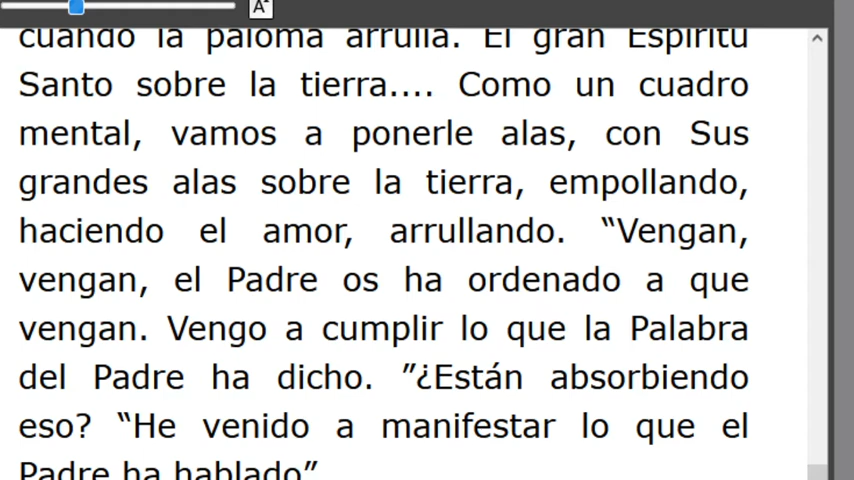 A
cuando la paloma arrulla. El gran Espíritu
Santo sobre la tierra.... Como un cuadro
mental, vamos a ponerle alas, con Sus
grandes alas sobre la tierra, empollando,
haciendo el amor, arrullando. “Vengan,
vengan, el Padre os ha ordenado a que
vengan. Vengo a cumplir lo que la Palabra
del Padre ha dicho. ”¿Están absorbiendo
eso? “He venido a manifestar lo que el
Padre ha hablado”